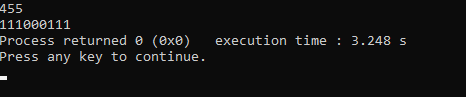 455
111000111
Process returned 0 (0x0)   execution time : 3.248 s
Press any key to continue.